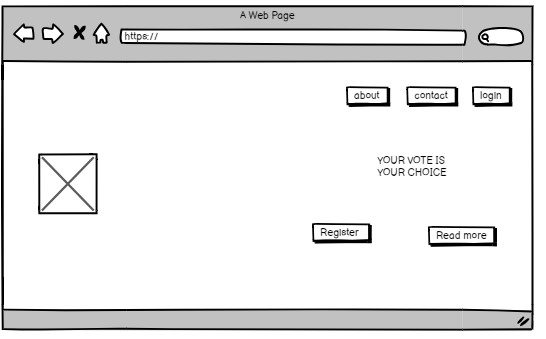 A Web Page
https://
about contact login
YOUR VOTE IS
YOUR CHOICE
Register Read more